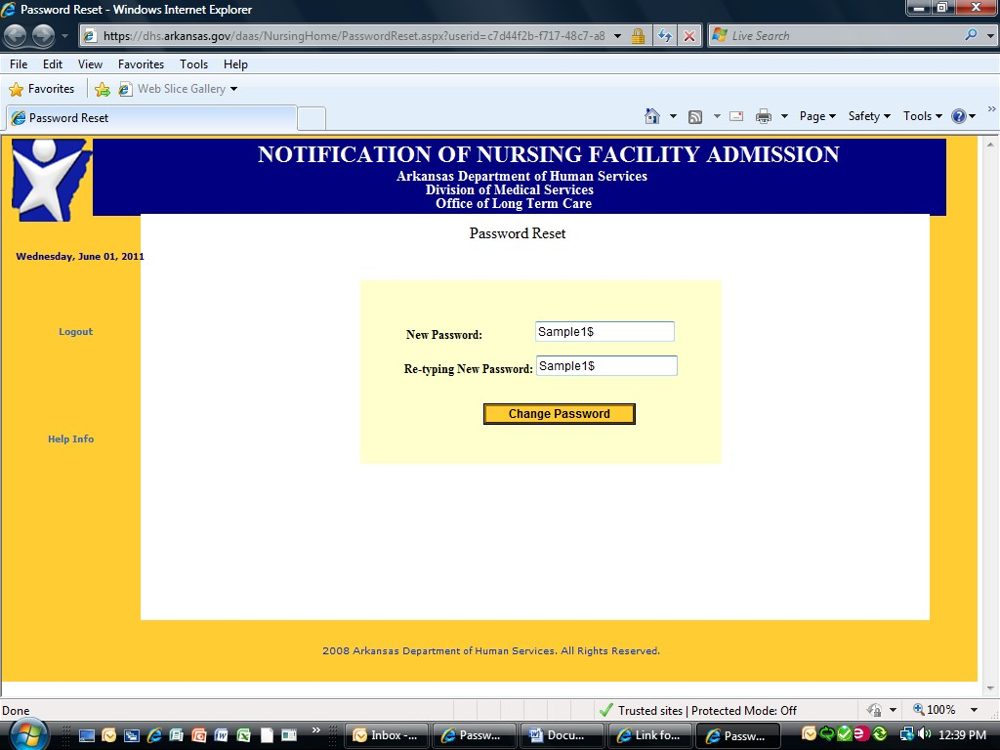 Password Reset - Windows Internet Explorer
https://dhs.arkansas.gov/daas/NursingHome/PasswordReset.aspx?userid=c7d44f2b-f717-48c7-a8
Live Search
File Edit View Favorites Tools Help
Favorites Web Slice Gallery
Password Reset
Page Safety Tools »
NOTIFICATION OF NURSING FACILITY ADMISSION
Arkansas Department of Human Services
Division of Medical Services
Office of Long Term Care
Password Reset
Wednesday, June 01, 2011
Logout
New Password: Sample1$
Re-typing New Password: Sample1$
Change Password
Help Info
2008 Arkansas Department of Human Services. All Rights Reserved.
Done
Trusted sites | Protected Mode: Off
100%
» Inbox -... Passw... Docu... Link fo... Passw... 12:39 PM